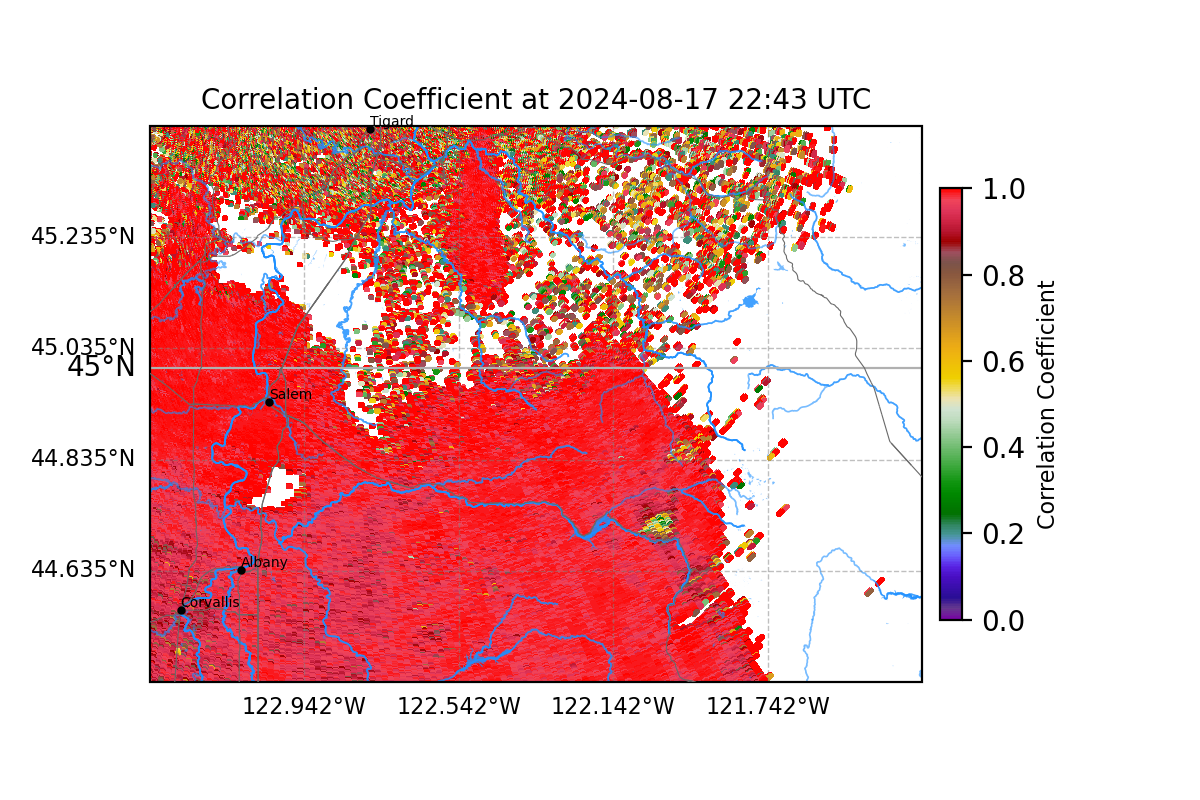 Correlation Coefficient at 2024-08-17 22:43 UTC
Tigard
45.235°N
45.035°N
45°N
Salem
44.835°N
44.635°N
Albany
Corvallis
122.942°W 122.542°W 122.142°W 121.742°W
1.0
0.8
0.6
0.4
0.2
0.0
Correlation Coefficient